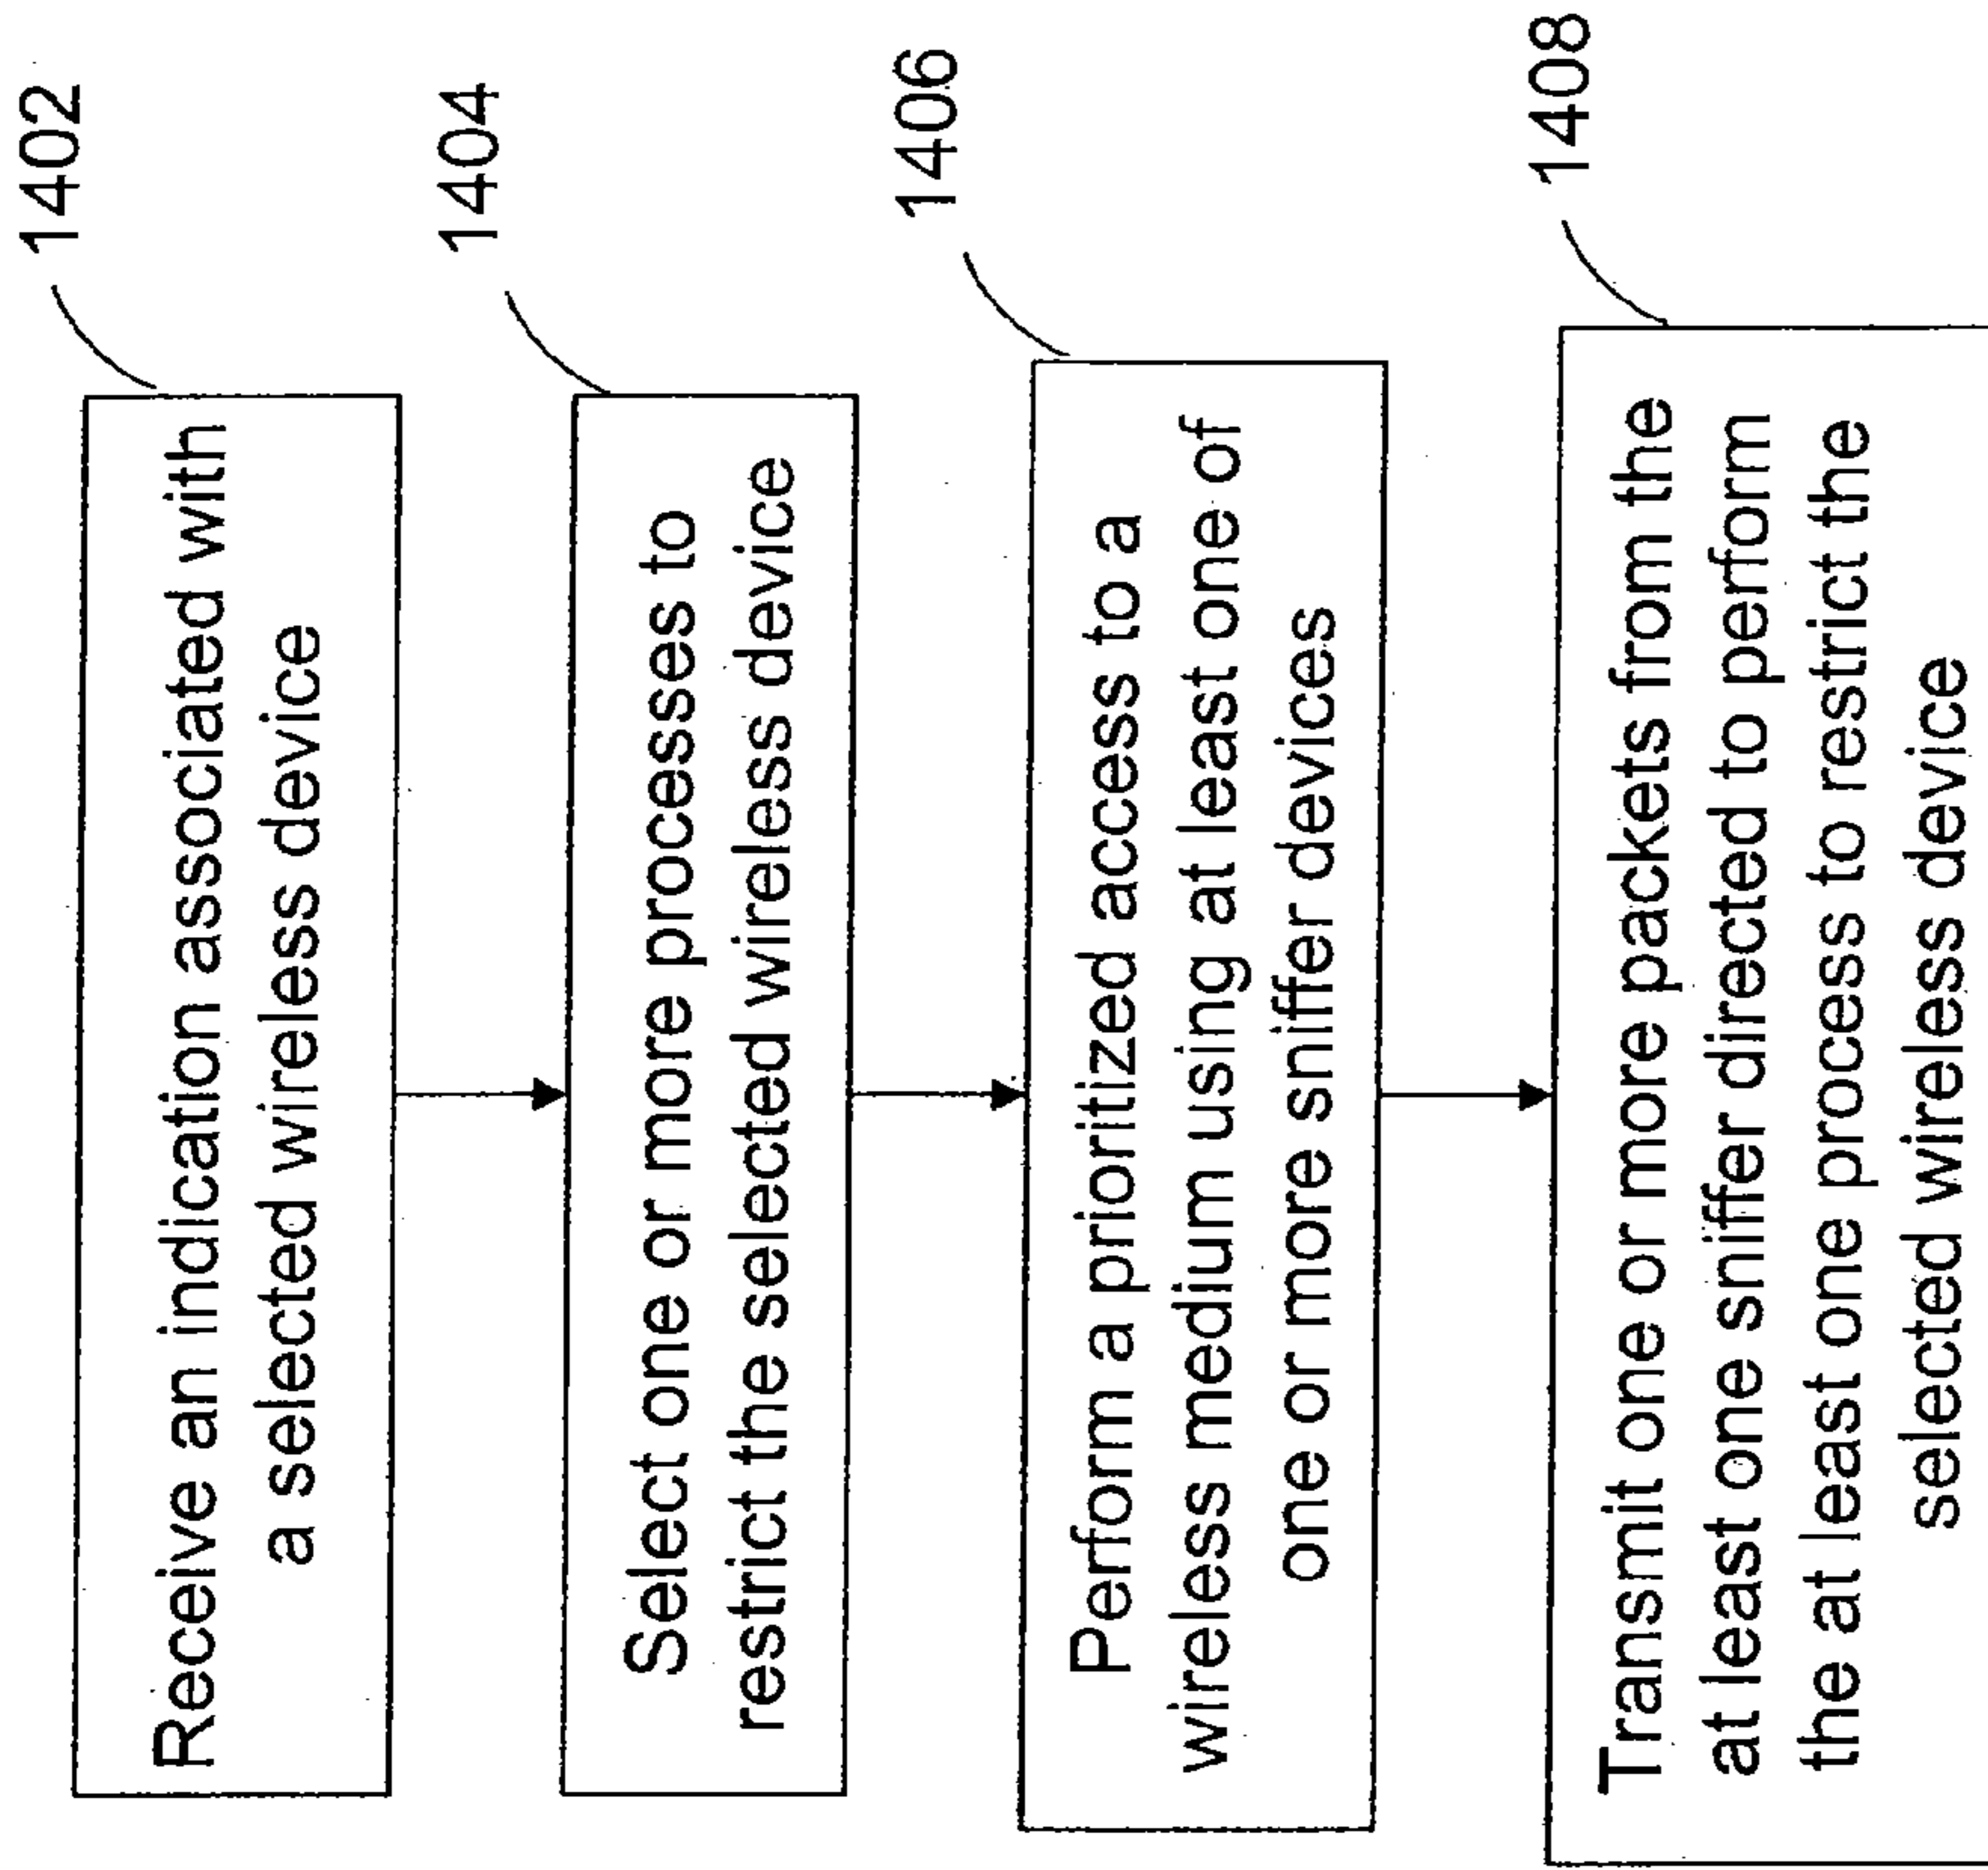 1402
Receive an indication associated with
a selected wireless device
1404
Select one or more processes to
restrict the selected wireless device
1406
Perform a prioritized access to a
wireless medium using at least one of
one or more sniffer devices
1408
Transmit one or more packets from the
at least one sniffer directed to perform
the at least one process to restrict the
selected wireless device